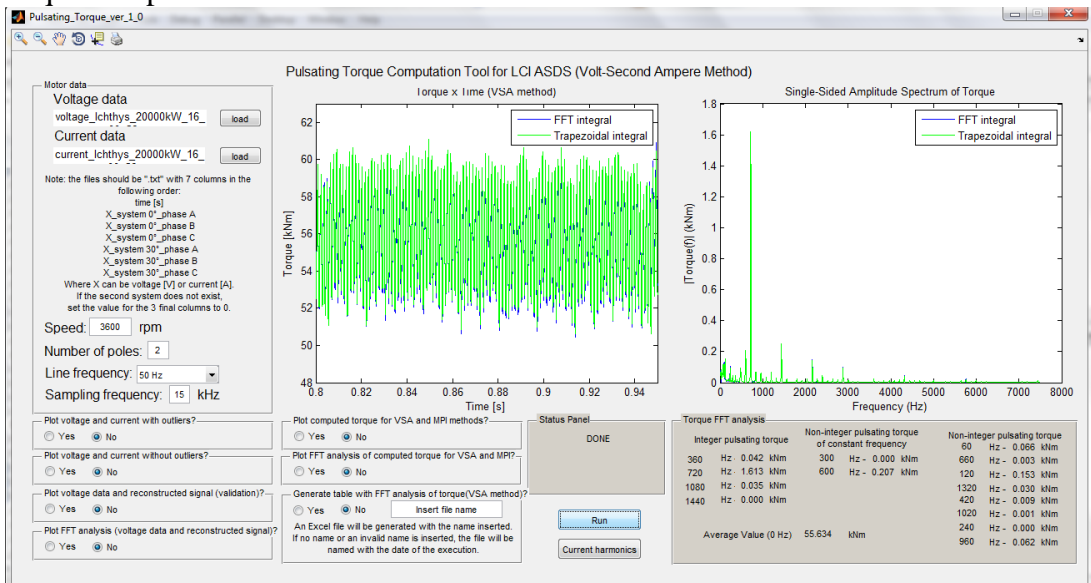 Pulsating_Torque_ver_1_0
Pulsating Torque Computation Tool for LCI ASDS (Volt-Second Ampere Method)
Motor data
Voltage data
voltage_Ichthys_20000kW_16_
load
Current data
current_Ichthys_20000kW_16_
load
Note: the files should be ".txt" with 7 columns in the
following order:
time [s]
X_system 0°_phase A
X_system 0°_phase B
X_system 0°_phase C
X_system 30°_phase A
X_system 30°_phase B
X_system 30°_phase C
Where X can be voltage [V] or current [A].
If the second system does not exist,
set the value for the 3 final columns to 0.
Speed: 3600 rpm
Number of poles: 2
Line frequency: 50 Hz
Sampling frequency: 15 kHz
Torque x Time (VSA method)
FFT integral
Trapezoidal integral
Torque [kNm]
62
60
58
56
54
52
50
48
0.8 0.82 0.84 0.86 0.88 0.9 0.92 0.94
Time [s]
Single-Sided Amplitude Spectrum of Torque
FFT integral
Trapezoidal integral
|Torque(f)| (kNm)
1.8
1.6
1.4
1.2
1
0.8
0.6
0.4
0.2
0
0 1000 2000 3000 4000 5000 6000 7000 8000
Frequency (Hz)
Plot voltage and current with outliers?
Yes No
Plot voltage and current without outliers?
Yes No
Plot voltage data and reconstructed signal (validation)?
Yes No
Plot FFT analysis (voltage data and reconstructed signal)?
Yes No
Plot computed torque for VSA and MPI methods?
Yes No
Plot FFT analysis of computed torque for VSA and MPI?
Yes No
Generate table with FFT analysis of torque(VSA method)?
Yes No Insert file name
An Excel file will be generated with the name inserted.
If no name or an invalid name is inserted, the file will be
named with the date of the execution.
Status Panel
DONE
Run
Current harmonics
Torque FFT analysis
Integer pulsating torque
360 Hz- 0.042 kNm
720 Hz- 1.613 kNm
1080 Hz- 0.035 kNm
1440 Hz- 0.000 kNm
Non-integer pulsating torque
of constant frequency
300 Hz - 0.000 kNm
600 Hz - 0.207 kNm
Non-integer pulsating torque
60 Hz - 0.066 kNm
660 Hz - 0.003 kNm
120 Hz - 0.153 kNm
1320 Hz - 0.030 kNm
420 Hz - 0.009 kNm
1020 Hz - 0.001 kNm
240 Hz - 0.000 kNm
960 Hz - 0.062 kNm
Average Value (0 Hz) 55.634 kNm